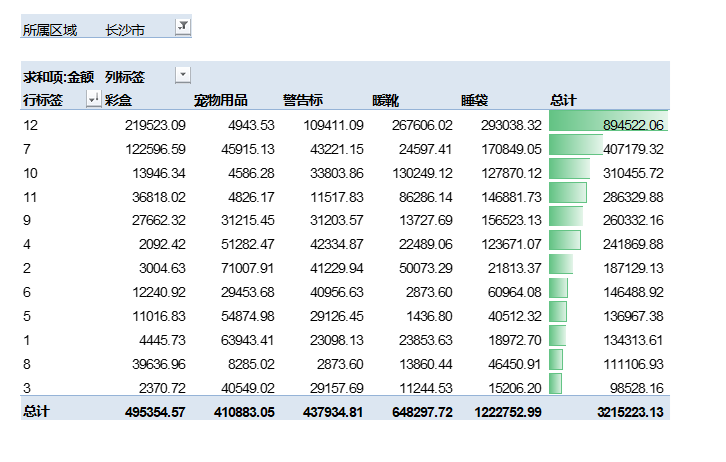 所属区域 长沙市
求和项:金额 列标签
行标签 彩盒 宠物用品 警告标 暖靴 睡袋 总计
12 219523.09 4943.53 109411.09 267606.02 293038.32 894522.06
7 122596.59 45915.13 43221.15 24597.41 170849.05 407179.32
10 13946.34 4586.28 33803.86 130249.12 127870.12 310455.72
11 36818.02 4826.17 11517.83 86286.14 146881.73 286329.88
9 27662.32 31215.45 31203.57 13727.69 156523.13 260332.16
4 2092.42 51282.47 42334.87 22489.06 123671.07 241869.88
2 3004.63 71007.91 41229.94 50073.29 21813.37 187129.13
6 12240.92 29453.68 40956.63 2873.60 60964.08 146488.92
5 11016.83 54874.98 29126.45 1436.80 40512.32 136967.38
1 4445.73 63943.41 23098.13 23853.63 18972.70 134313.61
8 39636.96 8285.02 2873.60 13860.44 46450.91 111106.93
3 2370.72 40549.02 29157.69 11244.53 15206.20 98528.16
总计 495354.57 410883.05 437934.81 648297.72 1222752.99 3215223.13